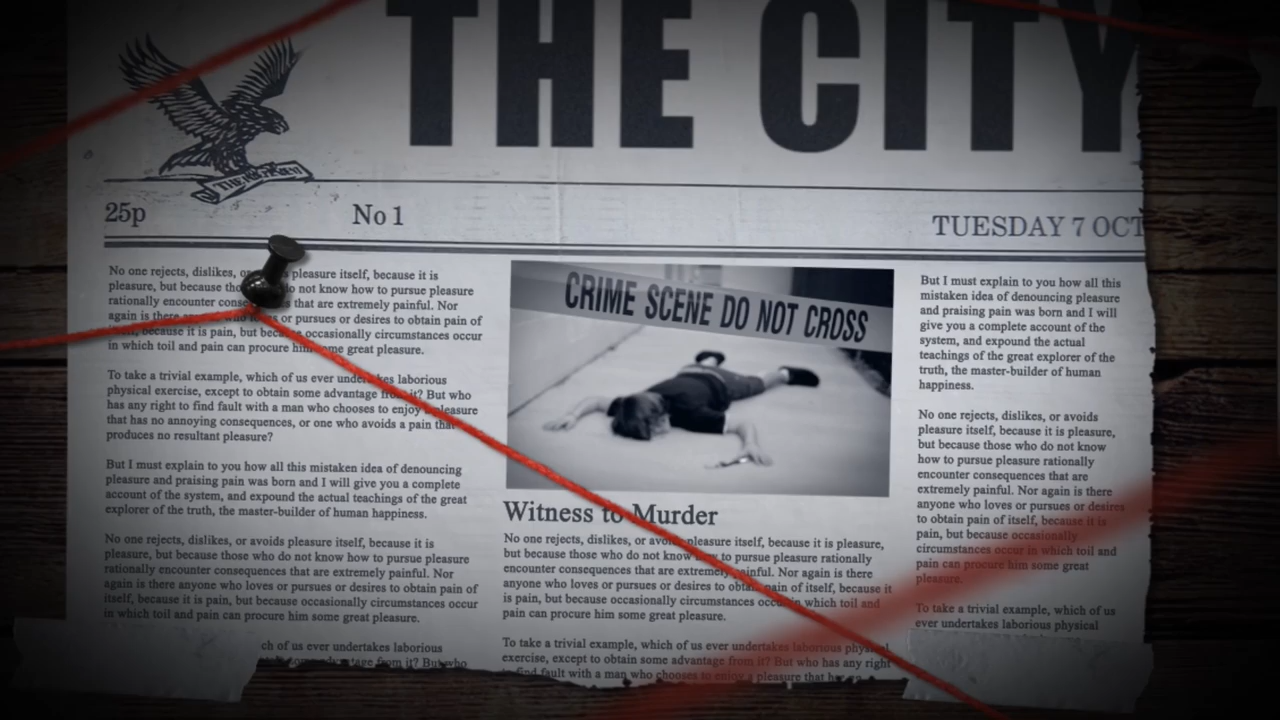 THE CITY
25p
No 1
TUESDAY 7 OCT
No one rejects, dislikes, or pleasure itself, because it is
pleasure, but because tho do not know how to pursue pleasure
rationally encounter conse s that are extremely painful. Nor
again is there who loves or pursues or desires to obtain pain of
itself, because it is pain, but because occasionally circumstances occur
in which toil and pain can procure him some great pleasure.
To take a trivial example, which of us ever undertakes laborious
physical exercise, except to obtain some advantage from it? But who
has any right to find fault with a man who chooses to enjoy a pleasure
that has no annoying consequences, or one who avoids a pain that
produces no resultant pleasure?
But I must explain to you how all this mistaken idea of denouncing
pleasure and praising pain was born and I will give you a complete
account of the system, and expound the actual teachings of the great
explorer of the truth, the master-builder of human happiness.
No one rejects, dislikes, or avoids pleasure itself, because it is
pleasure, but because those who do not know how to pursue pleasure
rationally encounter consequences that are extremely painful. Nor
again is there anyone who loves or pursues or desires to obtain pain of
itself, because it is pain, but because occasionally circumstances occur
in which toil and pain can procure him some great pleasure.
ch of us ever undertakes laborious
from it? But who
CRIME SCENE DO NOT CROSS
Witness to Murder
No one rejects, dislikes, or avoids pleasure itself, because it is pleasure,
but because those who do not know how to pursue pleasure rationally
encounter consequences that are extremely painful. Nor again is there
anyone who loves or pursues or desires to obtain pain of itself, because it
is pain, but because occasionally circumstances occur in which toil and
pain can procure him some great pleasure.
To take a trivial example, which of us ever undertakes laborious physical
exercise, except to obtain some advantage from it? But who has any right
to find fault with a man who chooses to enjoy a pleasure that
But I must explain to you how all this
mistaken idea of denouncing pleasure
and praising pain was born and I will
give you a complete account of the
system, and expound the actual
teachings of the great explorer of the
truth, the master-builder of human
happiness.
No one rejects, dislikes, or avoids
pleasure itself, because it is pleasure,
but because those who do not know
how to pursue pleasure rationally
encounter consequences that are
extremely painful. Nor again is there
anyone who loves or pursues or desires
to obtain pain of itself, because it is
pain, but because occasionally
circumstances occur in which toil and
pain can procure him some great
pleasure.
To take a trivial example, which of us
ever undertakes laborious physical